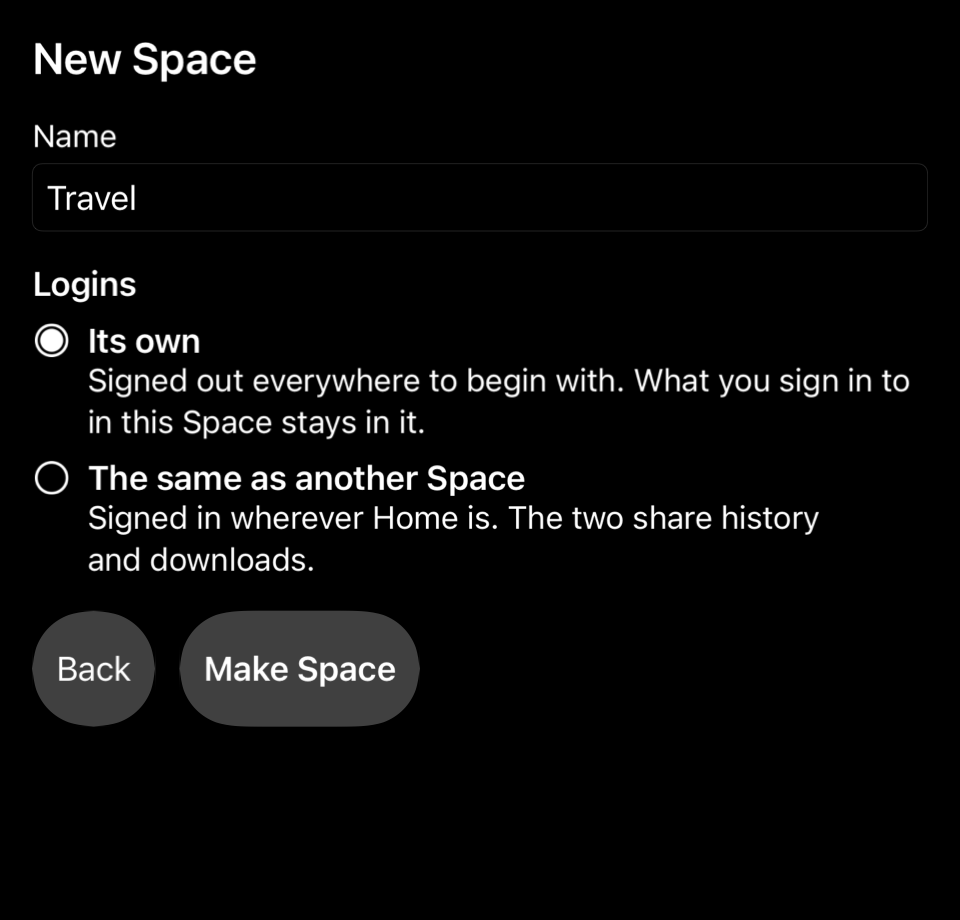 New Space
Name
Travel
Logins
Its own
Signed out everywhere to begin with. What you sign in to
in this Space stays in it.
The same as another Space
Signed in wherever Home is. The two share history
and downloads.
Back
Make Space